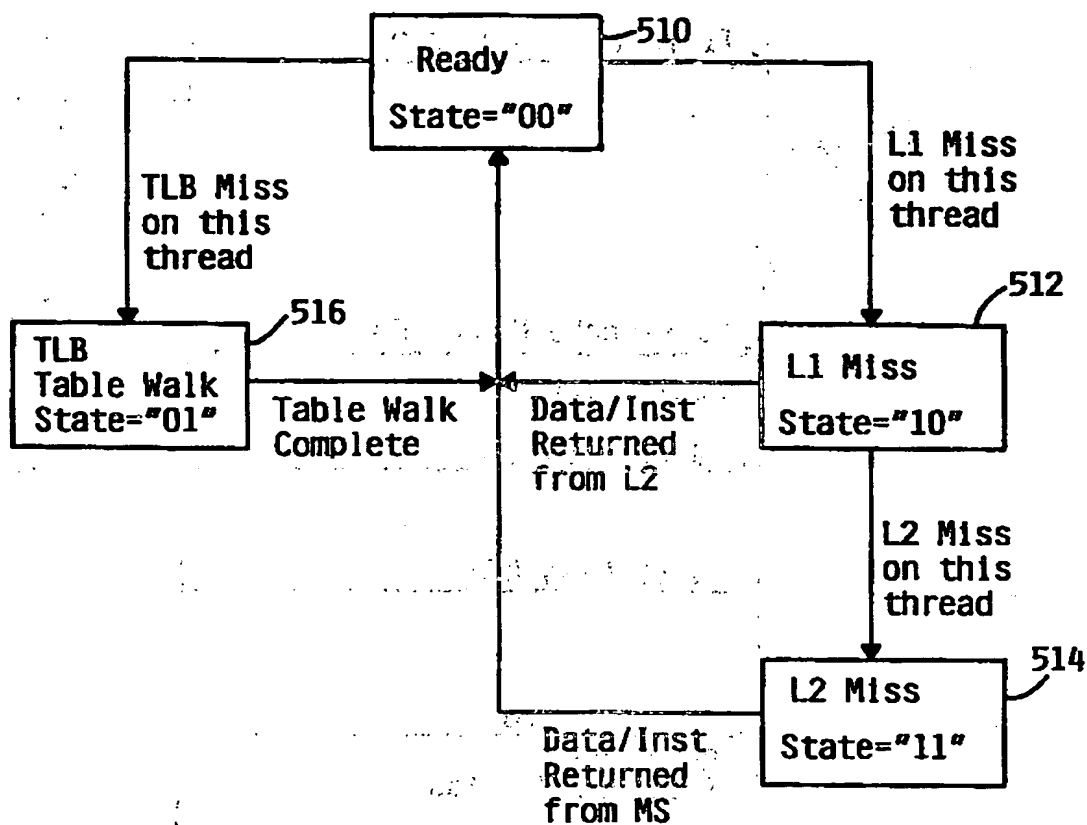 510
Ready
State="00"
TLB Miss
on this
thread
L1 Miss
on this
thread
516
512
TLB
Table Walk
State="01"
Table Walk
Complete
Data/Inst
Returned
from L2
L1 Miss
State="10"
L2 Miss
on this
thread
514
L2 Miss
State="11"
Data/Inst
Returned
from MS